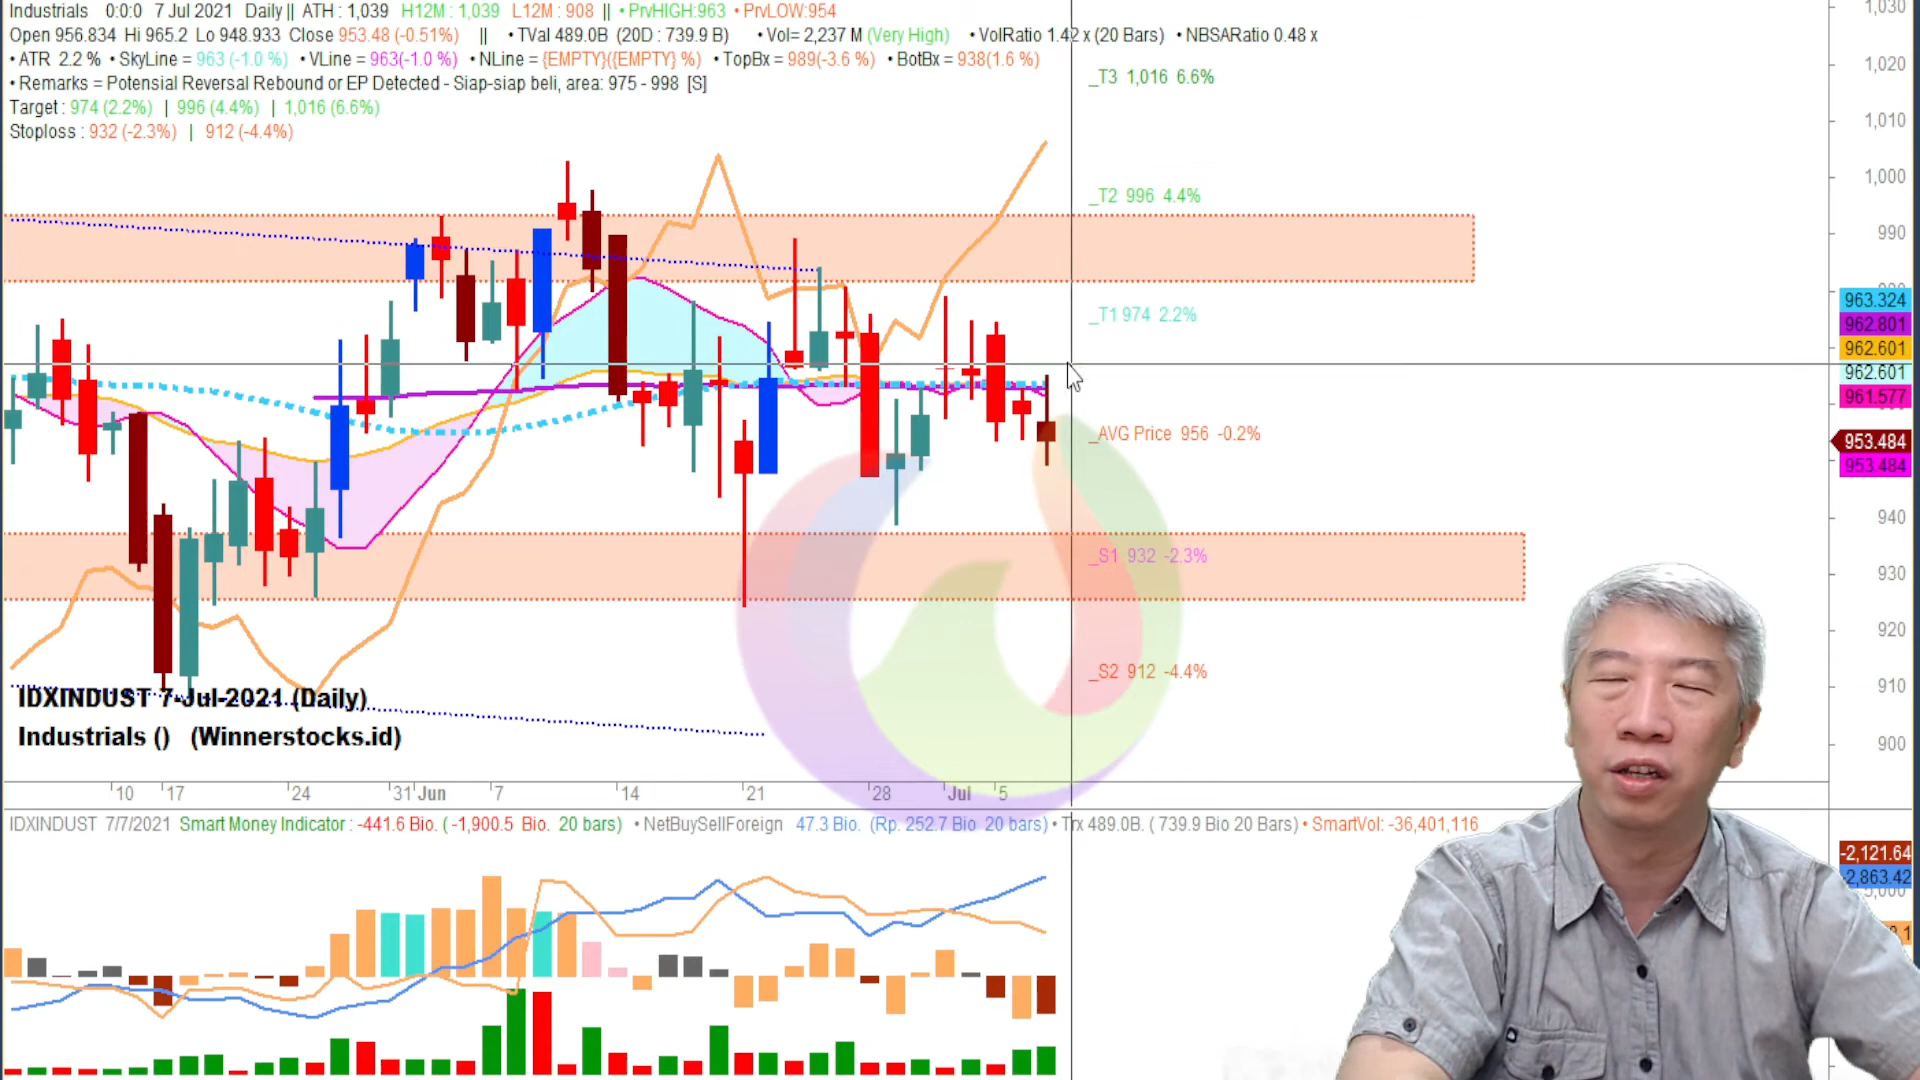 Industrials 0:0:0 7 Jul 2021 Daily || ATH : 1,039 H12M : 1,039 L12M : 908 || • PrvHIGH:963 • PrvLOW:954
Open 956.834 Hi 965.2 Lo 948.933 Close 953.48 (-0.51%) || • TVal 489.0B (20D : 739.9 B) • Vol= 2,237 M (Very High) • VolRatio 1.42 x (20 Bars) • NBSARatio 0.48 x
• ATR 2.2 % • SkyLine = 963 (-1.0 %) • VLine = 963(-1.0 %) • NLine = {EMPTY}({EMPTY} %) • TopBx = 989(-3.6 %) • BotBx = 938(1.6 %)
• Remarks = Potensial Reversal Rebound or EP Detected - Siap-siap beli, area: 975 - 998 [S]
Target : 974 (2.2%) | 996 (4.4%) | 1,016 (6.6%)
Stoploss : 932 (-2.3%) | 912 (-4.4%)
_T3 1,016 6.6%
_T2 996 4.4%
_T1 974 2.2%
_AVG Price 956 -0.2%
_S1 932 -2.3%
_S2 912 -4.4%
1,030
1,020
1,010
1,000
990
963.324
962.801
962.601
962.601
961.577
953.484
953.484
940
930
920
910
900
IDXINDUST 7-Jul-2021 (Daily)
Industrials () (Winnerstocks.id)
10 17 24 31 Jun 7 14 21 28 Jul 5
IDXINDUST 7/7/2021 Smart Money Indicator : -441.6 Bio. ( -1,900.5 Bio. 20 bars) • NetBuySellForeign 47.3 Bio. (Rp. 252.7 Bio 20 bars) • Trx 489.0B. ( 739.9 Bio 20 Bars) • SmartVol: -36,401,116
-2,121.64
-2,863.42